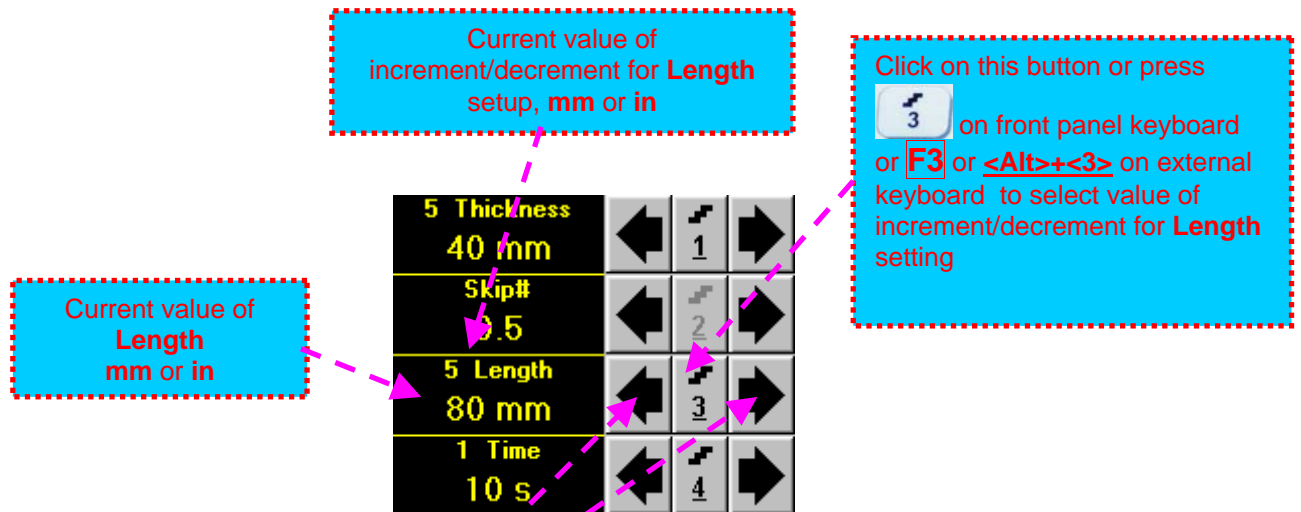 Current value of
increment/decrement for Length
setup, mm or in
Click on this button or press
3 on front panel keyboard
or F3 or <Alt>+<3> on external
keyboard to select value of
increment/decrement for Length
setting
Current value of
Length
mm or in
5 Thickness
40 mm
1
Skip#
0.5
2
5 Length
80 mm
3
1 Time
10 s
4